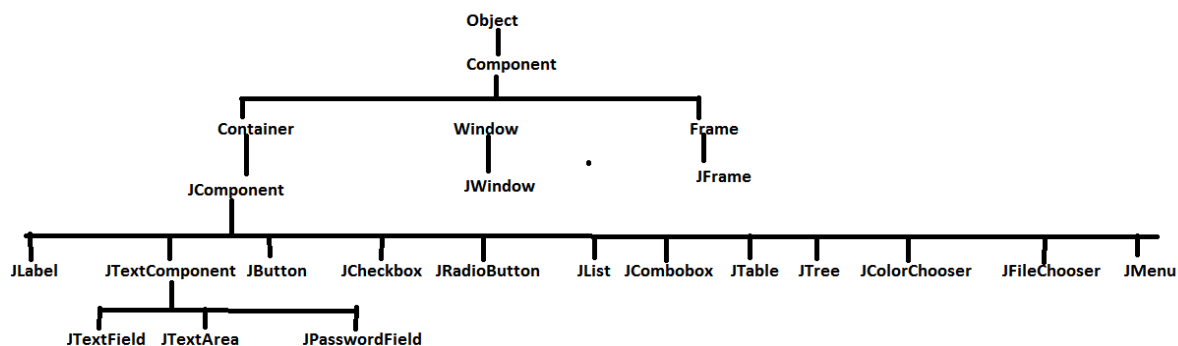 Object
Component
Container Window Frame
JComponent JWindow JFrame
JLabel JTextComponent JButton JCheckbox JRadioButton JList JCombobox JTable JTree JColorChooser JFileChooser JMenu
JTextField JTextArea JPasswordField